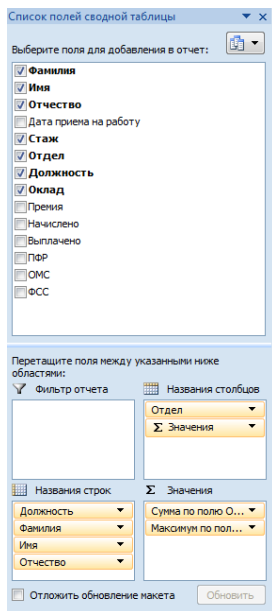 Список полей сводной таблицы
Выберите поля для добавления в отчет:
Фамилия
Имя
Отчество
Дата приема на работу
Стаж
Отдел
Должность
Оклад
Премия
Начислено
Выплачено
ПФР
ОМС
ФСС
Перетащите поля между указанными ниже
областями:
Фильтр отчета
Названия столбцов
Отдел
Σ Значения
Названия строк
Должность
Фамилия
Имя
Отчество
Σ Значения
Сумма по полю О...
Максимум по пол...
Отложить обновление макета
Обновить